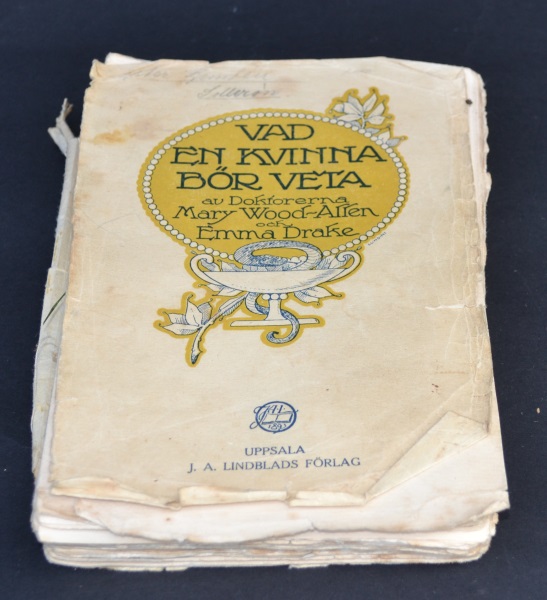 VAD
EN KVINNA
BÖR VETA
av Doktorerna
Mary Wood-Allen
och
Emma Drake
UPPSALA
J. A. LINDBLADS FÖRLAG